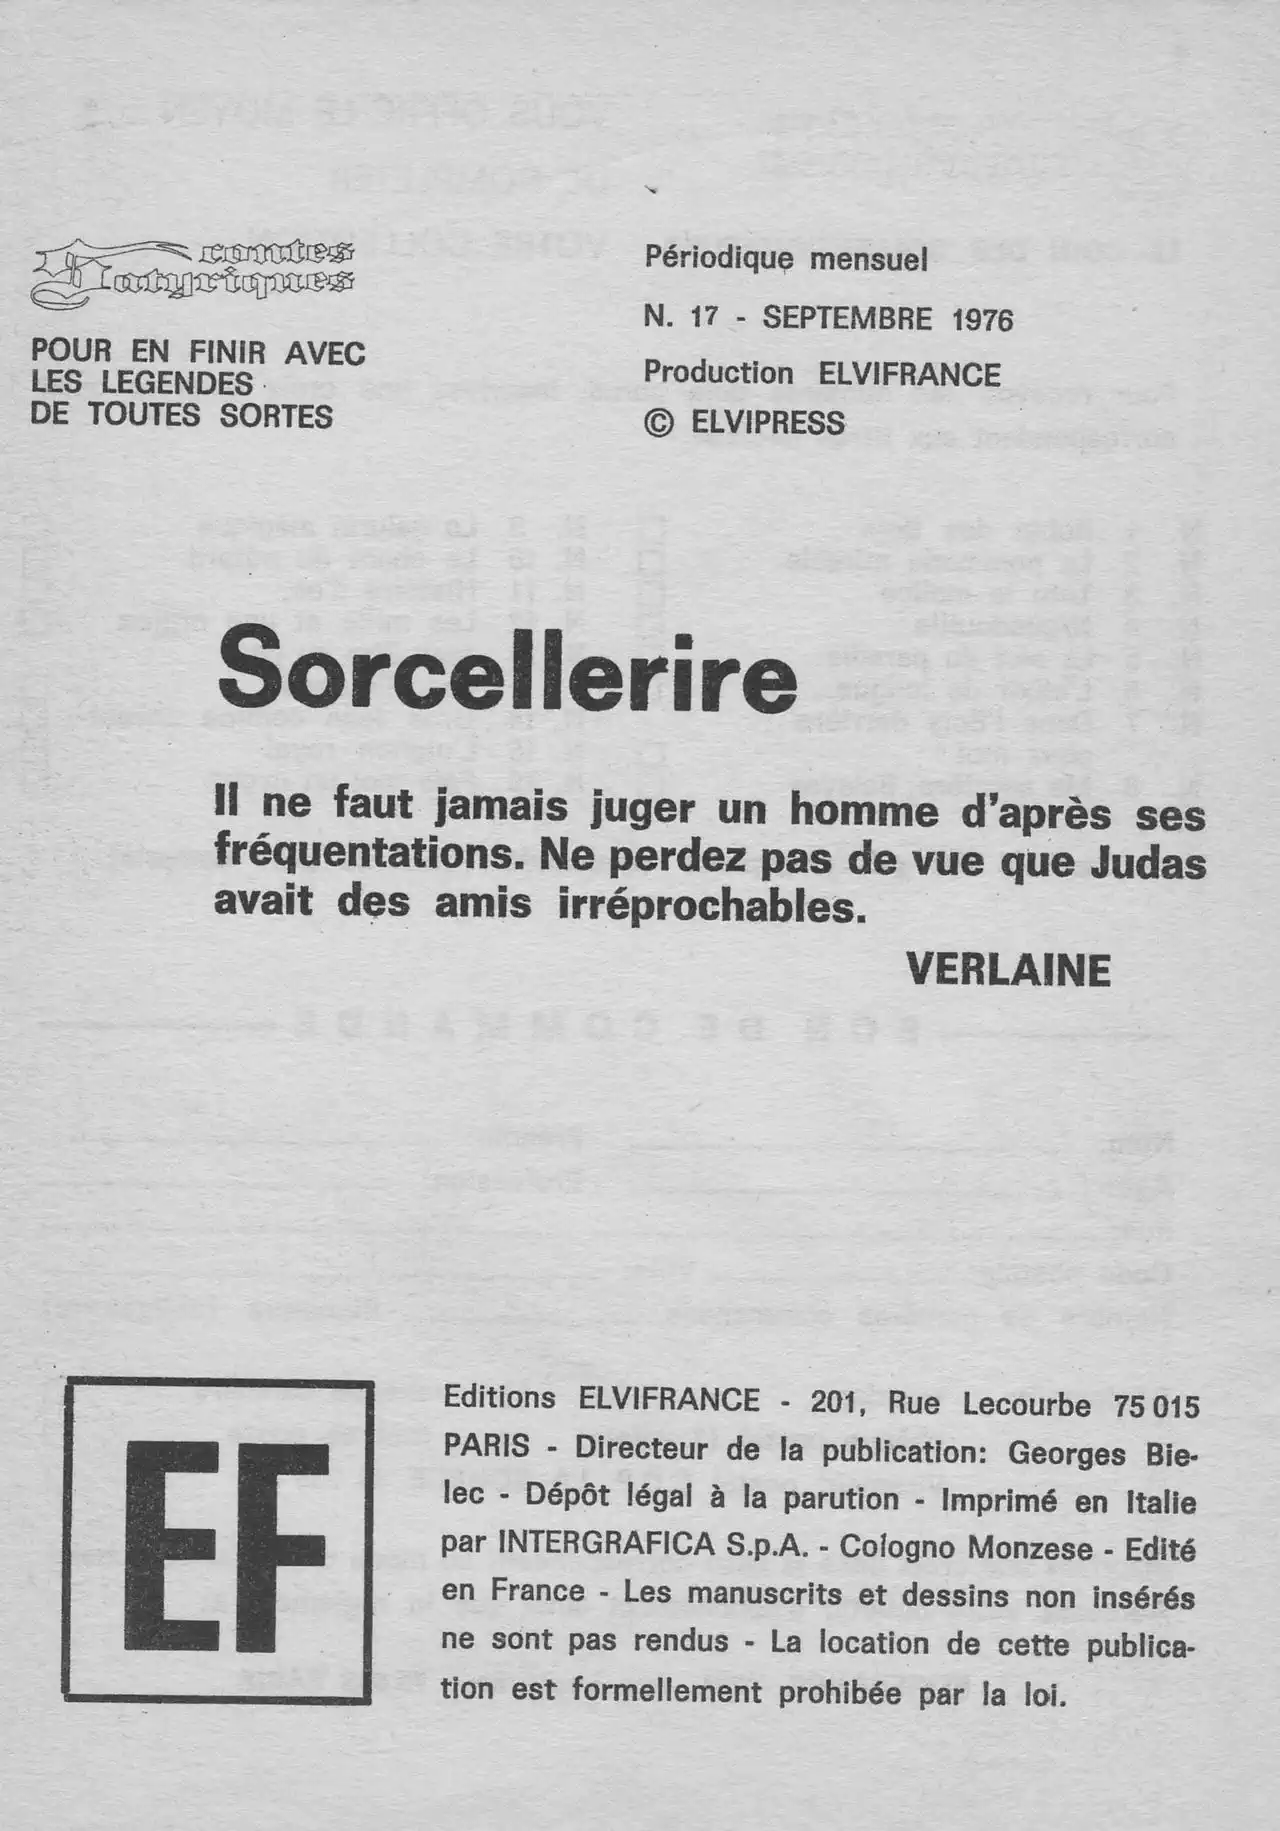 contes
Satyriques
POUR EN FINIR AVEC
LES LEGENDES
DE TOUTES SORTES
Périodique mensuel
N. 17 - SEPTEMBRE 1976
Production ELVIFRANCE
© ELVIPRESS
Sorcellerire
Il ne faut jamais juger un homme d'après ses
fréquentations. Ne perdez pas de vue que Judas
avait des amis irréprochables.
VERLAINE
EF
Editions ELVIFRANCE - 201, Rue Lecourbe 75 015
PARIS - Directeur de la publication: Georges Bie-
lec - Dépôt légal à la parution - Imprimé en Italie
par INTERGRAFICA S.p.A. - Cologno Monzese - Edité
en France - Les manuscrits et dessins non insérés
ne sont pas rendus - La location de cette publica-
tion est formellement prohibée par la loi.